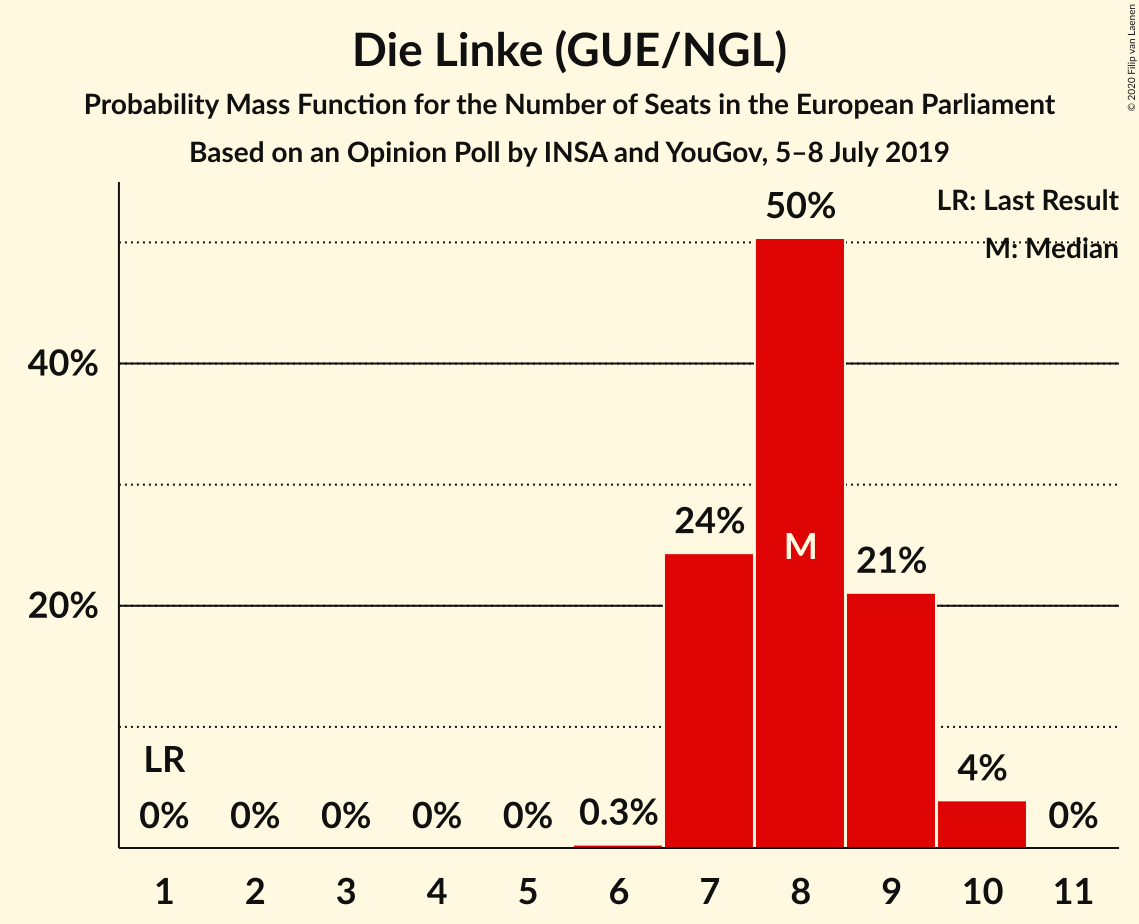 Die Linke (GUE/NGL)
Probability Mass Function for the Number of Seats in the European Parliament
Based on an Opinion Poll by INSA and YouGov, 5–8 July 2019
© 2020 Filip van Laenen
LR: Last Result
M: Median
50%
40%
24%
M
21%
20%
LR
4%
0% 0% 0% 0% 0% 0.3% 0%
1 2 3 4 5 6 7 8 9 10 11